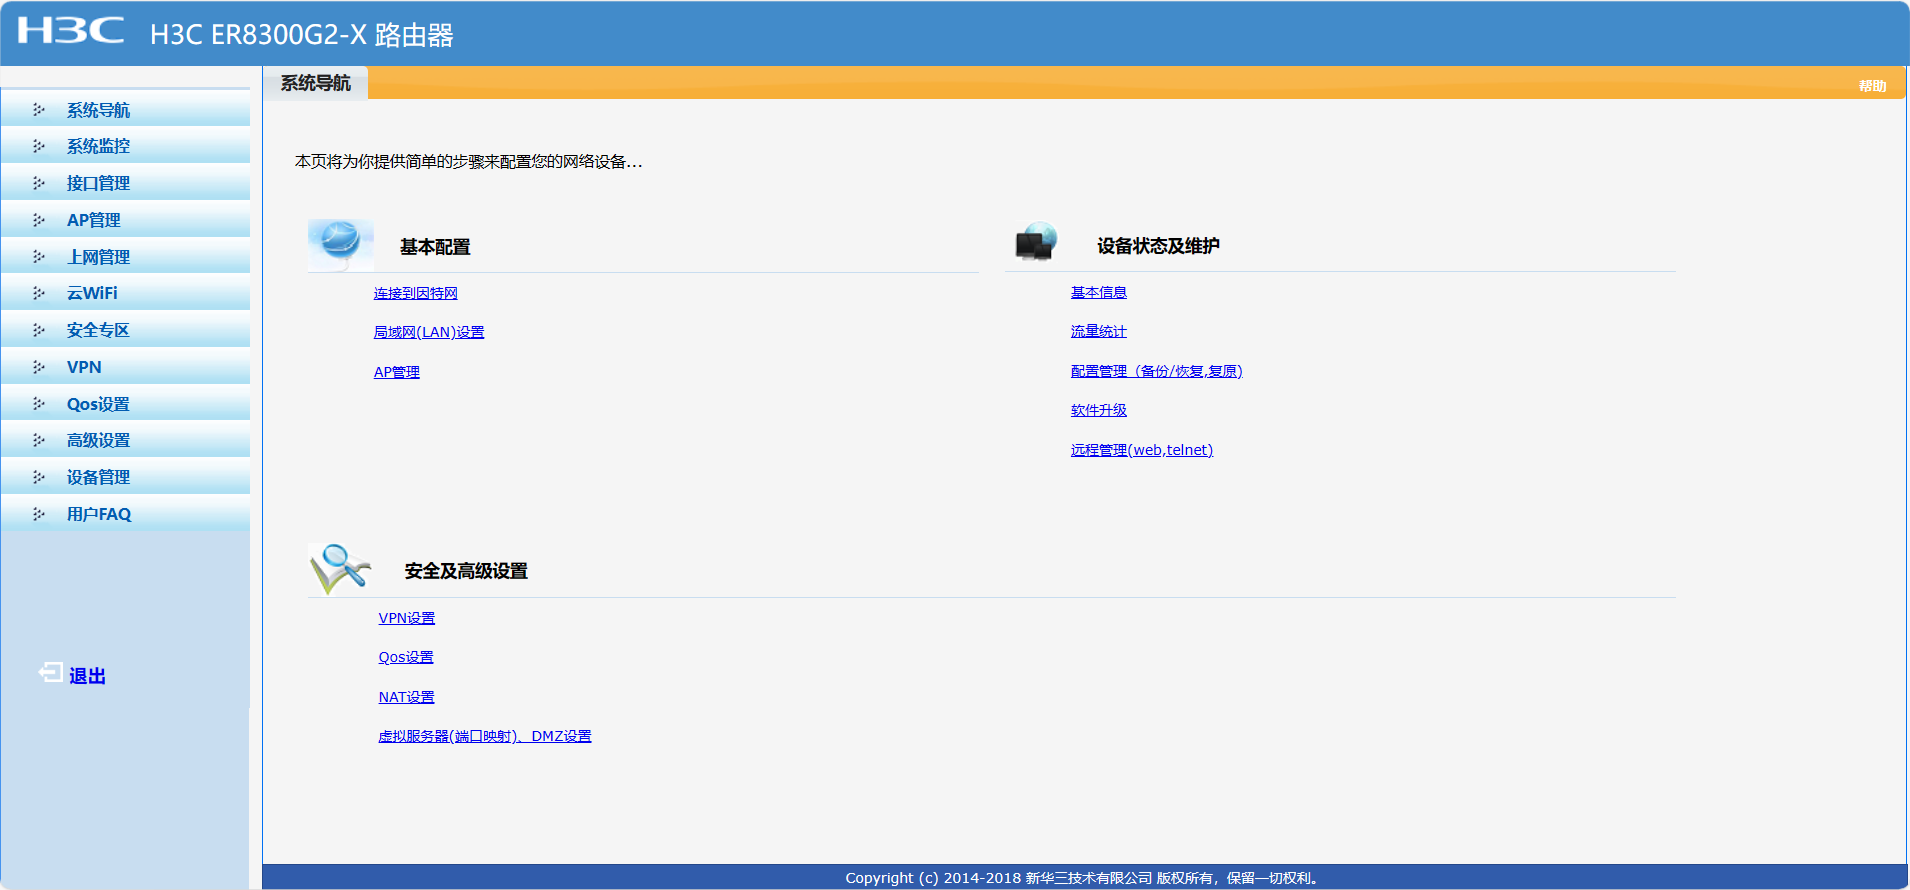 H3C H3C ER8300G2-X 路由器
系统导航
帮助
系统导航
系统监控
接口管理
AP管理
上网管理
云WiFi
安全专区
VPN
Qos设置
高级设置
设备管理
用户FAQ
退出
本页将为你提供简单的步骤来配置您的网络设备...
基本配置
连接到因特网
局域网(LAN)设置
AP管理
设备状态及维护
基本信息
流量统计
配置管理（备份/恢复,复原)
软件升级
远程管理(web,telnet)
安全及高级设置
VPN设置
Qos设置
NAT设置
虚拟服务器(端口映射)、DMZ设置
Copyright (c) 2014-2018 新华三技术有限公司 版权所有，保留一切权利。